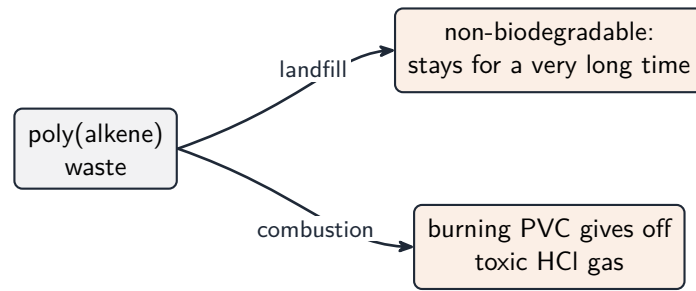 non-biodegradable:
stays for a very long time
landfill
poly(alkene)
waste
combustion
burning PVC gives off
toxic HCl gas